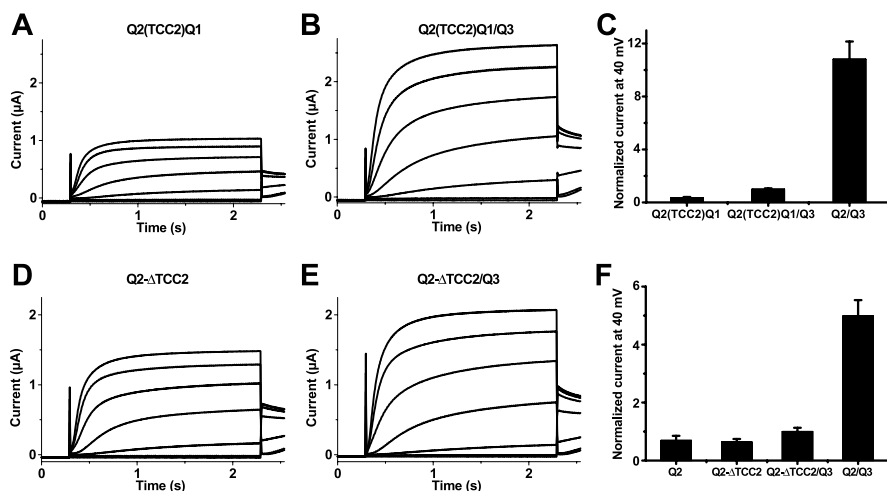 A
Q2(TCC2)Q1
Current (µA)
2
1
0
0
1
2
Time (s)
B
Q2(TCC2)Q1/Q3
Current (µA)
2
1
0
0
1
2
Time (s)
C
Normalized current at 40 mV
12
8
4
0
Q2(TCC2)Q1
Q2(TCC2)Q1/Q3
Q2/Q3
D
Q2-ΔTCC2
Current (µA)
2
1
0
0
1
2
Time (s)
E
Q2-ΔTCC2/Q3
Current (µA)
2
1
0
0
1
2
Time (s)
F
Normalized current at 40 mV
6
4
2
0
Q2
Q2-ΔTCC2
Q2-ΔTCC2/Q3
Q2/Q3